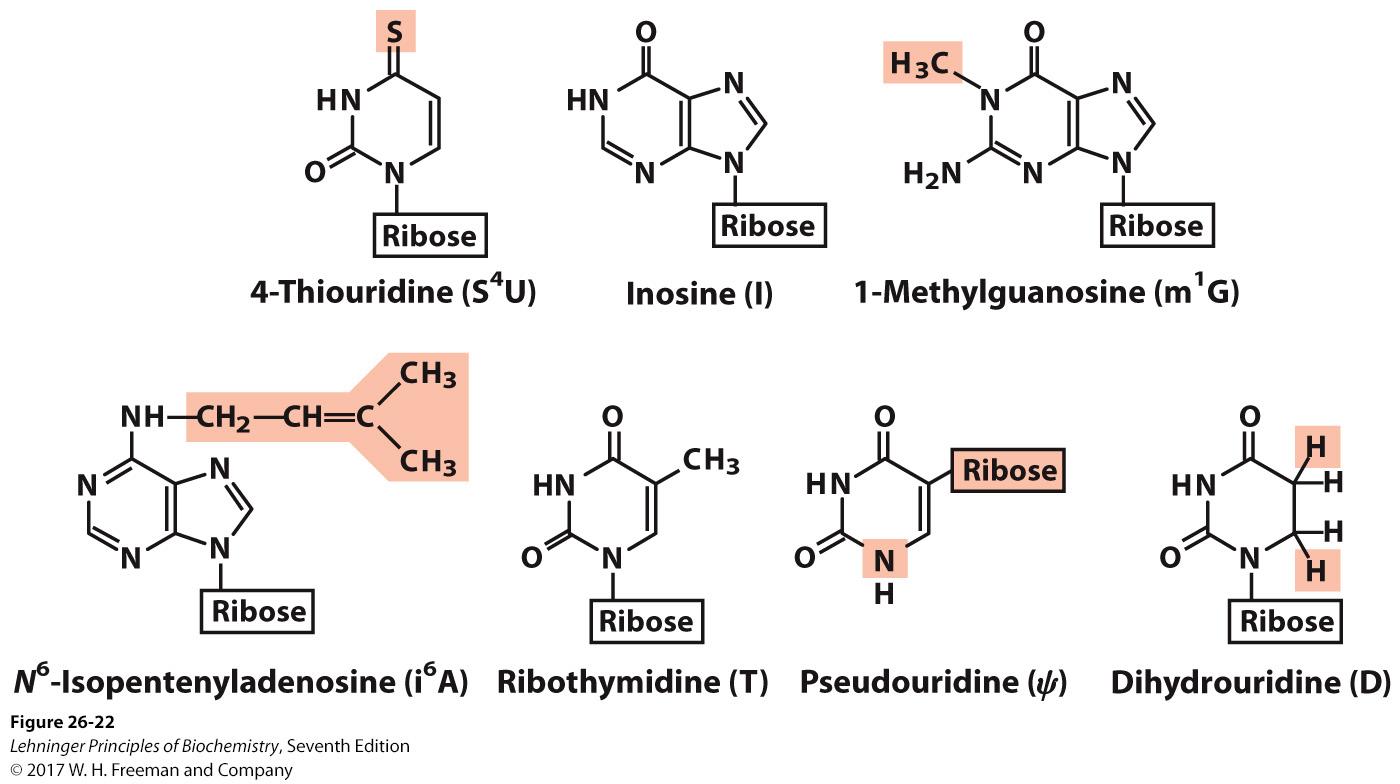 S
HN
O
N
Ribose
4-Thiouridine (S⁴U)
O
HN
N
N
N
Ribose
Inosine (I)
H₃C
O
N
N
H₂N
N
N
Ribose
1-Methylguanosine (m¹G)
NH—CH₂—CH=C
CH₃
CH₃
N
N
N
N
Ribose
N⁶-Isopentenyladenosine (i⁶A)
O
CH₃
HN
O
N
Ribose
Ribothymidine (T)
O
Ribose
HN
O
N
H
Pseudouridine (ψ)
O
H
H
HN
H
O
N
H
Ribose
Dihydrouridine (D)
Figure 26-22
Lehninger Principles of Biochemistry, Seventh Edition
© 2017 W. H. Freeman and Company